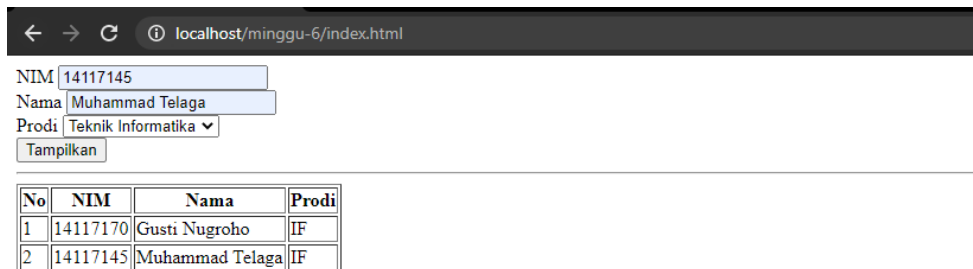 localhost/minggu-6/index.html
NIM 14117145
Nama Muhammad Telaga
Prodi Teknik Informatika
Tampilkan
No NIM Nama Prodi
1 14117170 Gusti Nugroho IF
2 14117145 Muhammad Telaga IF